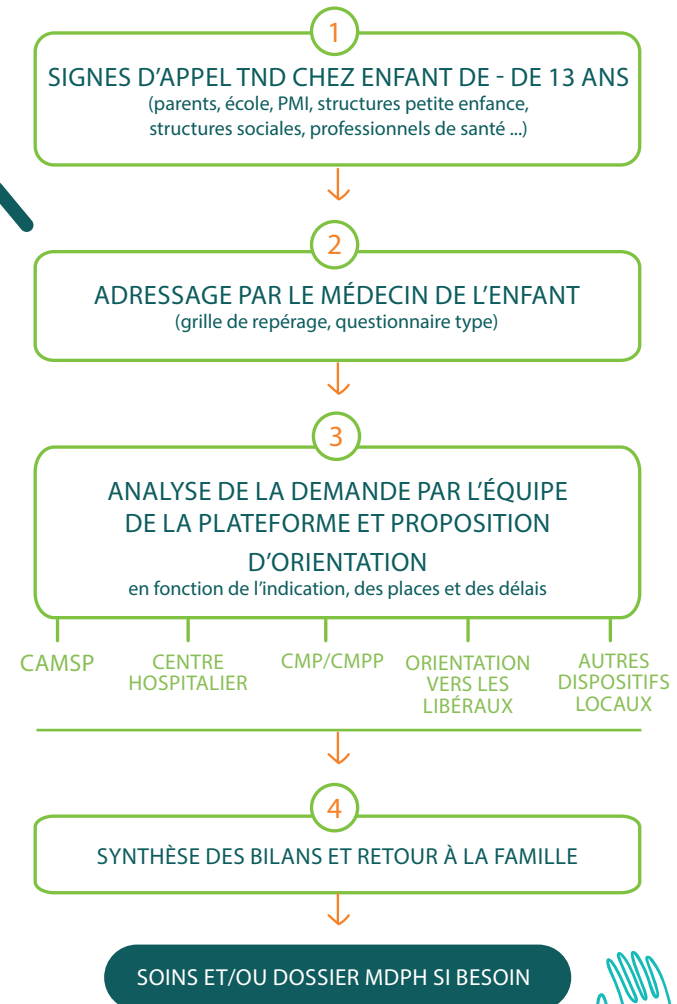 1
SIGNES D'APPEL TND CHEZ ENFANT DE - DE 13 ANS
(parents, école, PMI, structures petite enfance,
structures sociales, professionnels de santé ...)
2
ADRESSAGE PAR LE MÉDECIN DE L'ENFANT
(grille de repérage, questionnaire type)
3
ANALYSE DE LA DEMANDE PAR L'ÉQUIPE
DE LA PLATEFORME ET PROPOSITION
D'ORIENTATION
en fonction de l'indication, des places et des délais
CAMSP
CENTRE
HOSPITALIER
CMP/CMPP
ORIENTATION
VERS LES
LIBÉRAUX
AUTRES
DISPOSITIFS
LOCAUX
4
SYNTHÈSE DES BILANS ET RETOUR À LA FAMILLE
SOINS ET/OU DOSSIER MDPH SI BESOIN